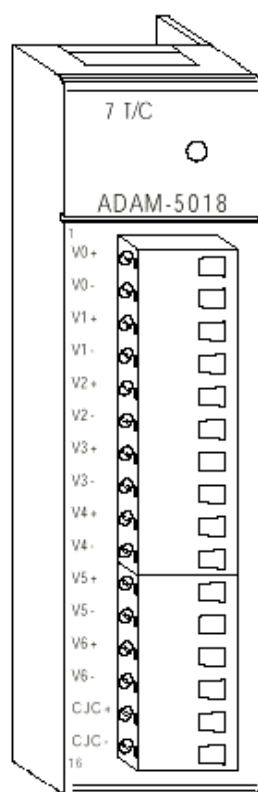 7 T/C
ADAM-5018
1
V0+
V0-
V1+
V1-
V2+
V2-
V3+
V3-
V4+
V4-
V5+
V5-
V6+
V6-
CJC+
CJC-
16